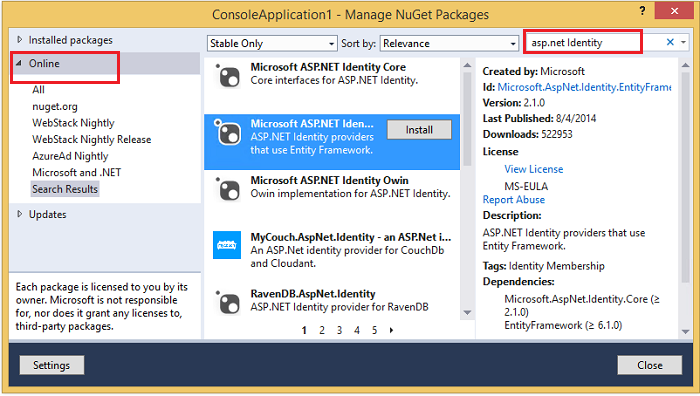 ConsoleApplication1 - Manage NuGet Packages
? x
Installed packages
Online
All
nuget.org
WebStack Nightly
WebStack Nightly Release
AzureAd Nightly
Microsoft and .NET
Search Results
Updates
Each package is licensed to you by its
owner. Microsoft is not responsible
for, nor does it grant any licenses to,
third-party packages.
Stable Only
Sort by: Relevance
asp.net Identity
Microsoft ASP.NET Identity Core
Core interfaces for ASP.NET Identity.
Microsoft ASP.NET Iden...
ASP.NET Identity providers
that use Entity Framework.
Install
Microsoft ASP.NET Identity Owin
Owin implementation for ASP.NET Identity.
MyCouch.AspNet.Identity - an ASP.Net i...
An ASP.Net identity provider for CouchDb
and Cloudant.
RavenDB.AspNet.Identity
ASP.NET Identity provider for RavenDB
1 2 3 4 5
Created by: Microsoft
Id: Microsoft.AspNet.Identity.EntityFrame
Version: 2.1.0
Last Published: 8/4/2014
Downloads: 522953
License
View License
MS-EULA
Report Abuse
Description:
ASP.NET Identity providers that use
Entity Framework.
Tags: Identity Membership
Dependencies:
Microsoft.AspNet.Identity.Core (≥
2.1.0)
EntityFramework (≥ 6.1.0)
Settings
Close